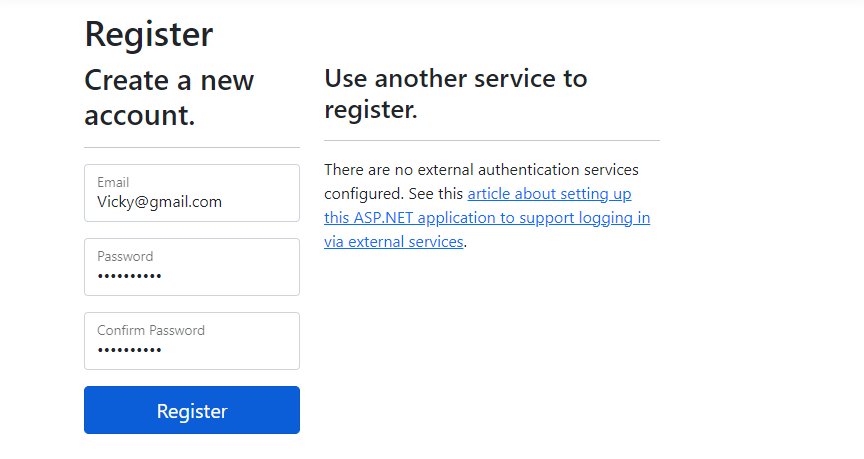 Register
Create a new
account.
Email
Vicky@gmail.com
Password
••••••••••
Confirm Password
••••••••••
Register
Use another service to
register.
There are no external authentication services
configured. See this article about setting up
this ASP.NET application to support logging in
via external services.